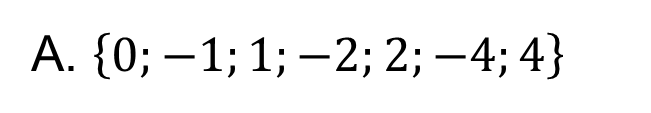 A. {0; −1; 1; −2; 2; −4; 4}